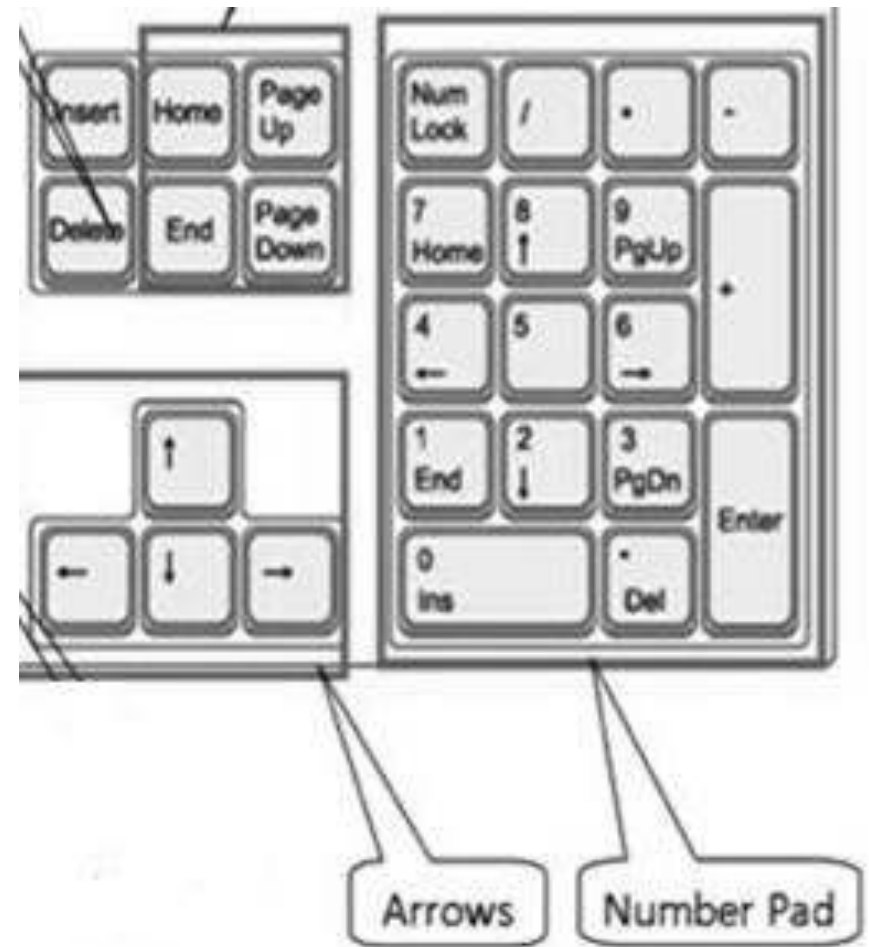 Insert Home Page
Up
Delete End Page
Down
↑
← ↓ →
Num
Lock / * -
7
Home 8
↑ 9
PgUp +
4
← 5 6
→
1
End 2
↓ 3
PgDn Enter
0
Ins .
Del
Arrows Number Pad